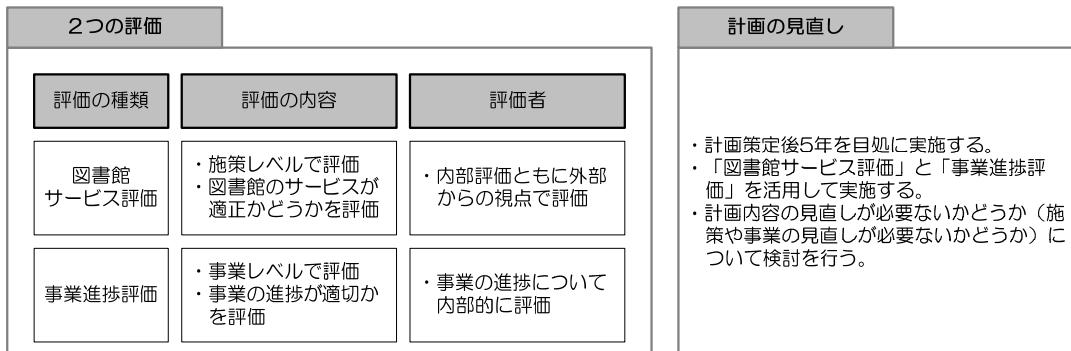 2つの評価
評価の種類
評価の内容
評価者
図書館
サービス評価
・施策レベルで評価
・図書館のサービスが
適正かどうかを評価
・内部評価ともに外部
からの視点で評価
事業進捗評価
・事業レベルで評価
・事業の進捗が適切か
を評価
・事業の進捗について
内部的に評価
計画の見直し
・計画策定後5年を目処に実施する。
・「図書館サービス評価」と「事業進捗評
価」を活用して実施する。
・計画内容の見直しが必要ないかどうか(施
策や事業の見直しが必要ないかどうか)に
ついて検討を行う。